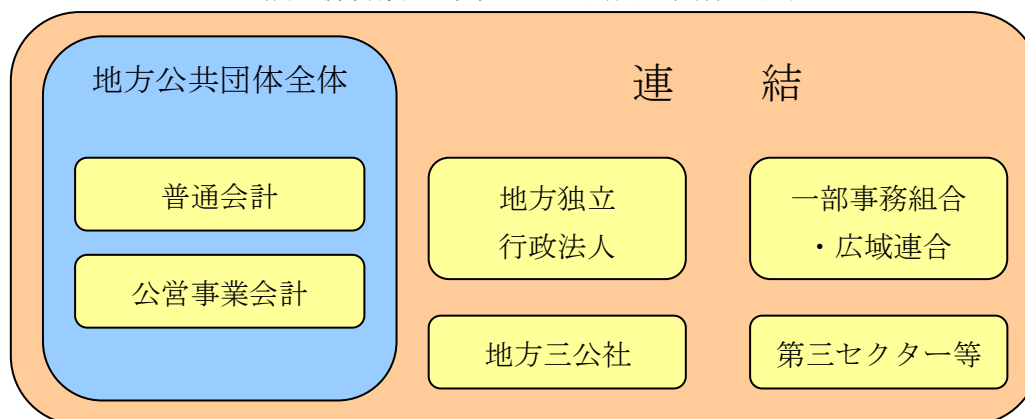 地方公共団体全体
普通会計
公営事業会計
連結
地方独立
行政法人
一部事務組合
・広域連合
地方三公社
第三セクター等